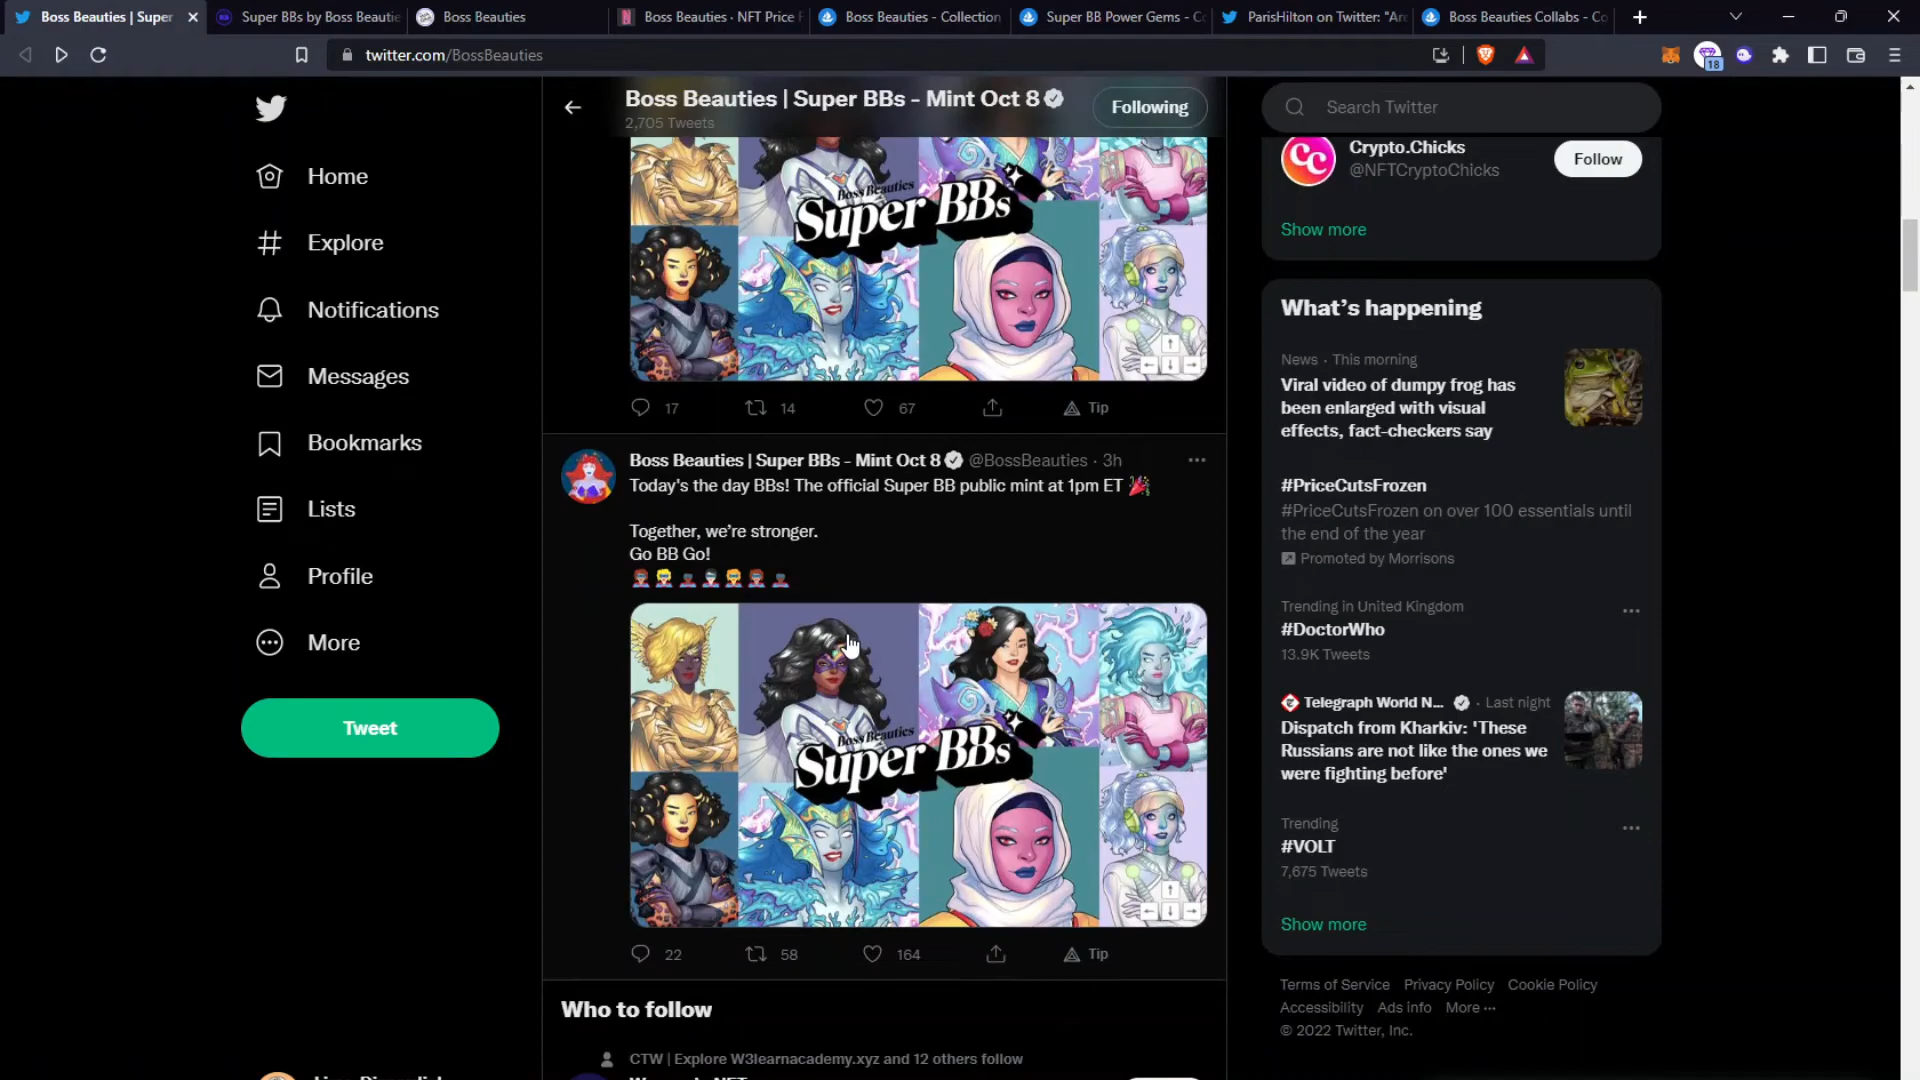 Boss Beauties | Super
Super BBs by Boss Beautie
Boss Beauties
Boss Beauties · NFT Price F
Boss Beauties - Collection
Super BB Power Gems - Co
ParisHilton on Twitter: "Are
Boss Beauties Collabs - Co
twitter.com/BossBeauties
18
Home
Explore
Notifications
Messages
Bookmarks
Lists
Profile
More
Tweet
Boss Beauties | Super BBs - Mint Oct 8
2,705 Tweets
Following
Boss Beauties
Super BBs
17
14
67
Tip
Boss Beauties | Super BBs - Mint Oct 8 @BossBeauties · 3h
Today's the day BBs! The official Super BB public mint at 1pm ET
Together, we're stronger.
Go BB Go!
Boss Beauties
Super BBs
22
58
164
Tip
Who to follow
CTW | Explore W3learnacademy.xyz and 12 others follow
Search Twitter
Crypto.Chicks
@NFTCryptoChicks
Follow
Show more
What's happening
News · This morning
Viral video of dumpy frog has
been enlarged with visual
effects, fact-checkers say
#PriceCutsFrozen
#PriceCutsFrozen on over 100 essentials until
the end of the year
Promoted by Morrisons
Trending in United Kingdom
#DoctorWho
13.9K Tweets
Telegraph World N... · Last night
Dispatch from Kharkiv: 'These
Russians are not like the ones we
were fighting before'
Trending
#VOLT
7,675 Tweets
Show more
Terms of Service Privacy Policy Cookie Policy
Accessibility Ads info More ···
© 2022 Twitter, Inc.